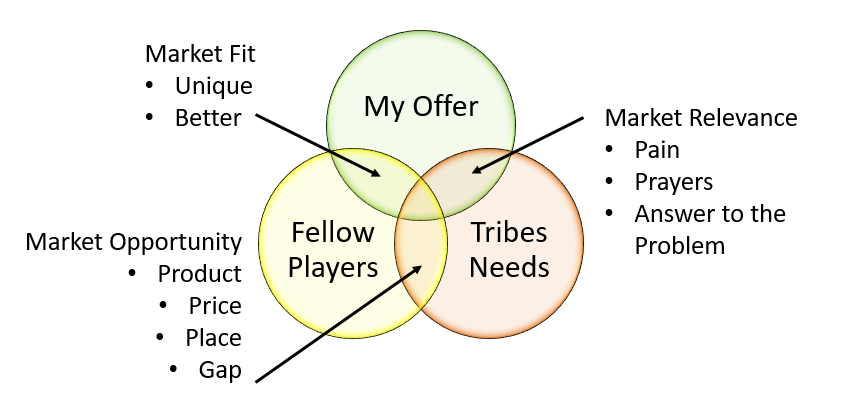 Market Fit
• Unique
• Better
My Offer
Market Relevance
• Pain
• Prayers
• Answer to the
Problem
Market Opportunity
• Product
• Price
• Place
• Gap
Fellow
Players
Tribes
Needs